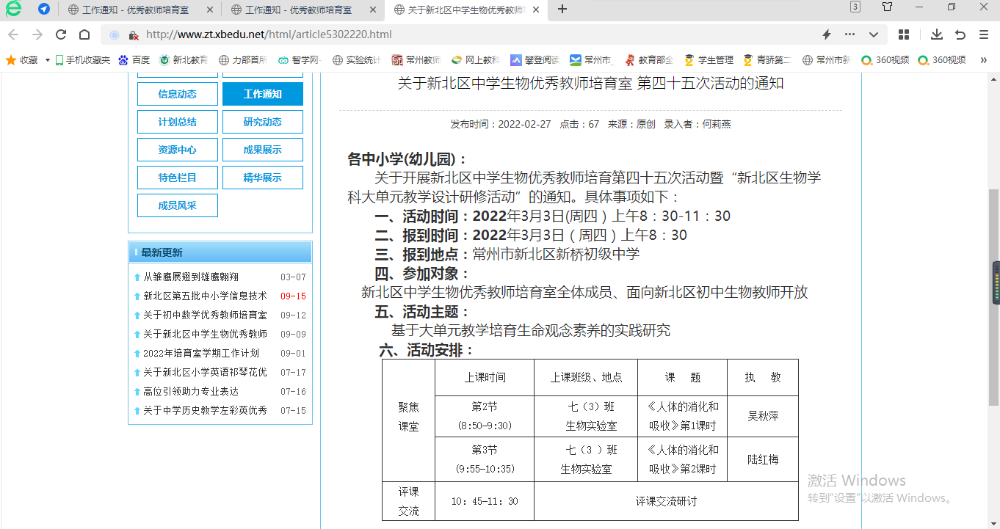 工作通知 - 优秀教师培育室
工作通知 - 优秀教师培育室
关于新北区中学生物优秀教师
3
http://www.zt.xbedu.net/html/article5302220.html
收藏 手机收藏夹 百度 新北教育 力部首所 智学网- 实验统计 常州教师 网上教科 攀登阅读 常州市_ 教育部全 学生管理 青骄第二 常州市新 360视频 360视频 »
信息动态 工作通知
计划总结 研究动态
资源中心 成果展示
特色栏目 精华展示
成员风采
最新更新
从雏鹰展翅到雄鹰翱翔 03-07
新北区第五批中小学信息技术 09-15
关于初中数学优秀教师培育室 09-12
关于新北区中学生物优秀教师 09-09
2022年培育室学期工作计划 09-01
关于新北区小学英语祁琴花优 07-17
高位引领助力专业表达 07-16
关于中学历史教学左彩英优秀 07-15
关于新北区中学生物优秀教师培育室 第四十五次活动的通知
发布时间：2022-02-27 点击：67 来源：原创 录入者：何莉燕
各中小学(幼儿园)：
关于开展新北区中学生物优秀教师培育第四十五次活动暨“新北区生物学
科大单元教学设计研修活动”的通知。具体事项如下：
一、活动时间：2022年3月3日(周四）上午8：30-11：30
二、报到时间：2022年3月3日（周四）上午8：30
三、报到地点：常州市新北区新桥初级中学
四、参加对象：
新北区中学生物优秀教师培育室全体成员、面向新北区初中生物教师开放
五、活动主题：
基于大单元教学培育生命观念素养的实践研究
六、活动安排：
上课时间 上课班级、地点 课 题 执 教
聚焦
课堂
第2节
(8:50-9:30)
七（3）班
生物实验室
《人体的消化和
吸收》第1课时
吴秋萍
第3节
(9:55-10:35)
七（3 ）班
生物实验室
《人体的消化和
吸收》第2课时
陆红梅
评课
交流
10：45-11：30
评课交流研讨
激活 Windows
转到"设置"以激活 Windows。